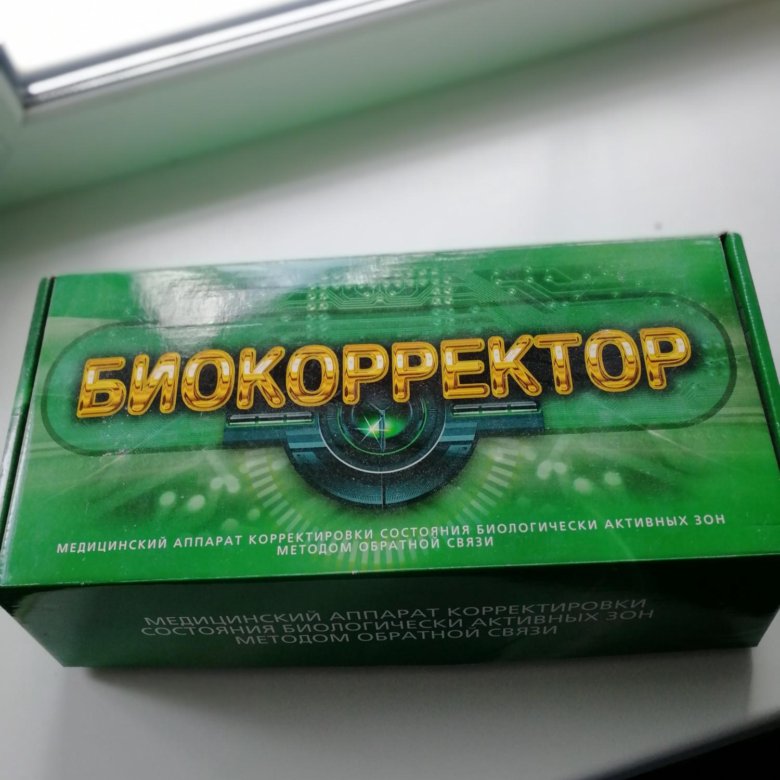 БИОКОРРЕКТОР
МЕДИЦИНСКИЙ АППАРАТ КОРРЕКТИРОВКИ СОСТОЯНИЯ БИОЛОГИЧЕСКИ АКТИВНЫХ ЗОН
МЕТОДОМ ОБРАТНОЙ СВЯЗИ
МЕДИЦИНСКИЙ АППАРАТ КОРРЕКТИРОВКИ
СОСТОЯНИЯ БИОЛОГИЧЕСКИ АКТИВНЫХ ЗОН
МЕТОДОМ ОБРАТНОЙ СВЯЗИ